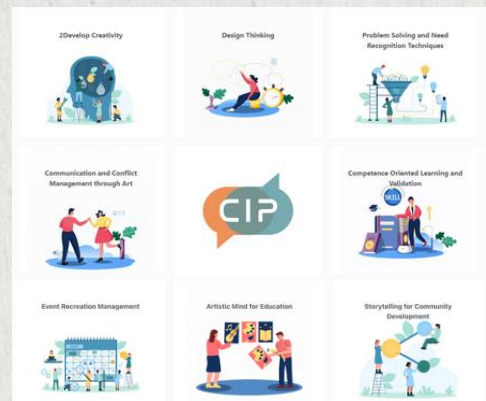 2Develop Creativity
Design Thinking
Problem Solving and Need
Recognition Techniques
Communication and Conflict
Management through Art
CIP
Competence Oriented Learning and
Validation
SKILL
Event Recreation Management
Artistic Mind for Education
Storytelling for Community
Development